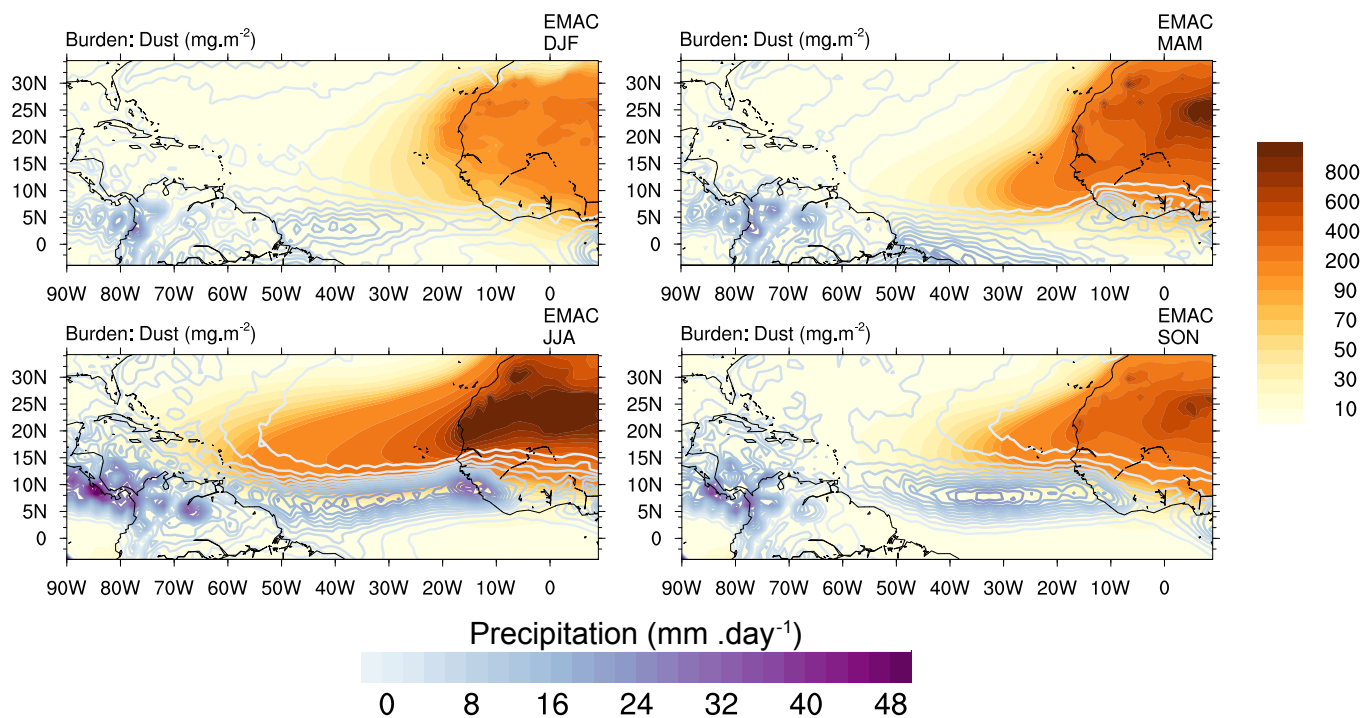 EMAC
Burden: Dust (mg.m-2) DJF
30N
25N
20N
15N
10N
5N
0
90W 80W 70W 60W 50W 40W 30W 20W 10W 0
EMAC
Burden: Dust (mg.m-2) MAM
30N
25N
20N
15N
10N
5N
0
90W 80W 70W 60W 50W 40W 30W 20W 10W 0
EMAC
Burden: Dust (mg.m-2) JJA
30N
25N
20N
15N
10N
5N
0
90W 80W 70W 60W 50W 40W 30W 20W 10W 0
EMAC
Burden: Dust (mg.m-2) SON
30N
25N
20N
15N
10N
5N
0
90W 80W 70W 60W 50W 40W 30W 20W 10W 0
800
600
400
200
90
70
50
30
10
Precipitation (mm .day-1)
0 8 16 24 32 40 48